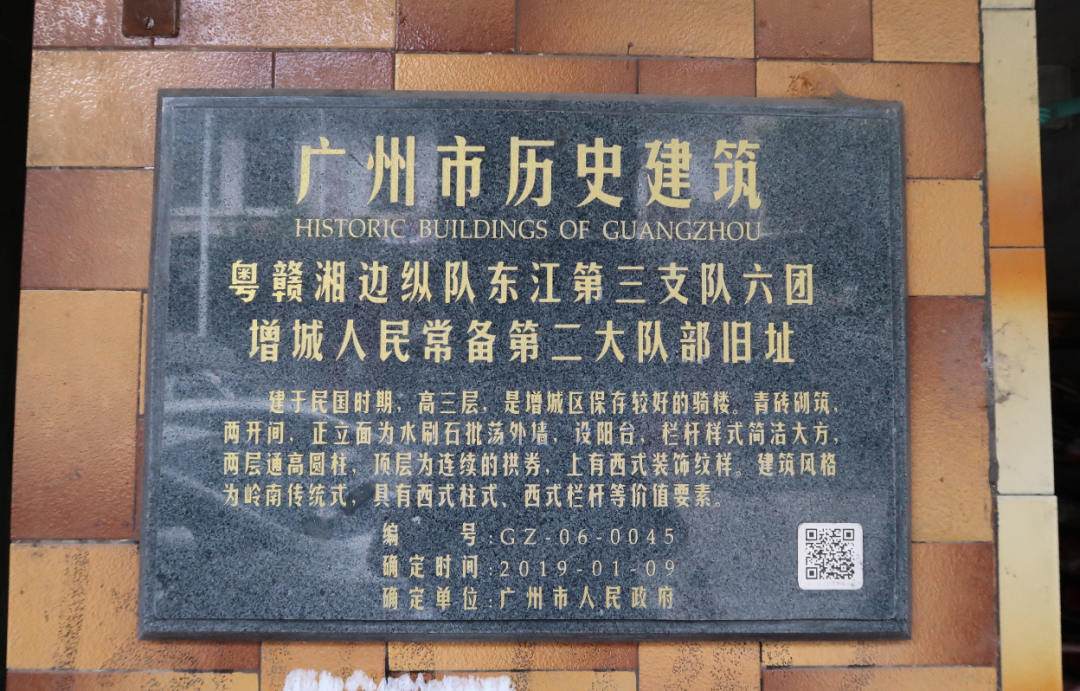 广州市历史建筑
HISTORIC BUILDINGS OF GUANGZHOU
粤赣湘边纵队东江第三支队六团
增城人民常备第二大队部旧址
建于民国时期，高三层，是增城区保存较好的骑楼。青砖砌筑，
两开间，正立面为水刷石批荡外墙，设阳台，栏杆样式简洁大方，
两层通高圆柱，顶层为连续的拱券，上有西式装饰纹样。建筑风格
为岭南传统式，具有西式柱式、西式栏杆等价值要素。
编 号:GZ-06-0045
确定时间:2019-01-09
确定单位:广州市人民政府